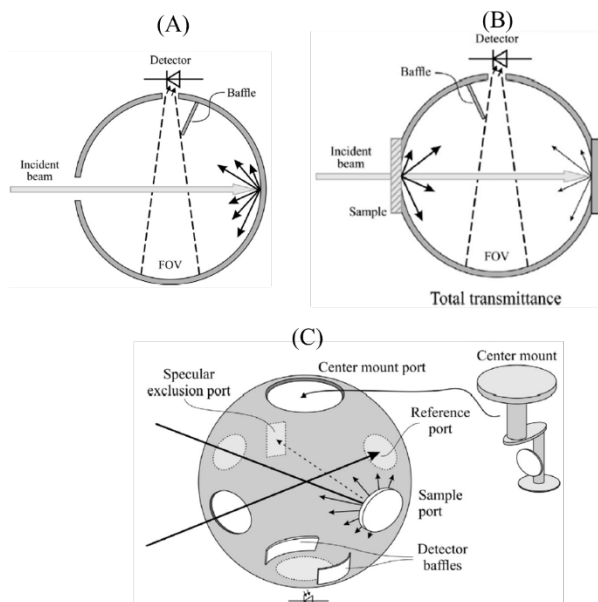 (A)
Detector
Baffle
Incident
beam
FOV
(B)
Detector
Baffle
Incident
beam
Sample
FOV
Total transmittance
(C)
Specular
exclusion port
Center mount port
Center mount
Reference
port
Sample
port
Detector
baffles